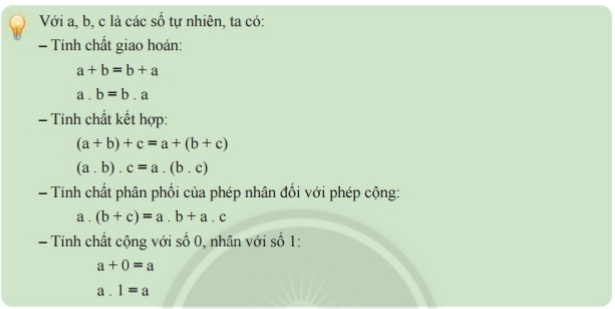 Với a, b, c là các số tự nhiên, ta có:
– Tính chất giao hoán:
a + b = b + a
a . b = b . a
– Tính chất kết hợp:
(a + b) + c = a + (b + c)
(a . b) . c = a . (b . c)
– Tính chất phân phối của phép nhân đối với phép cộng:
a . (b + c) = a . b + a . c
– Tính chất cộng với số 0, nhân với số 1:
a + 0 = a
a . 1 = a